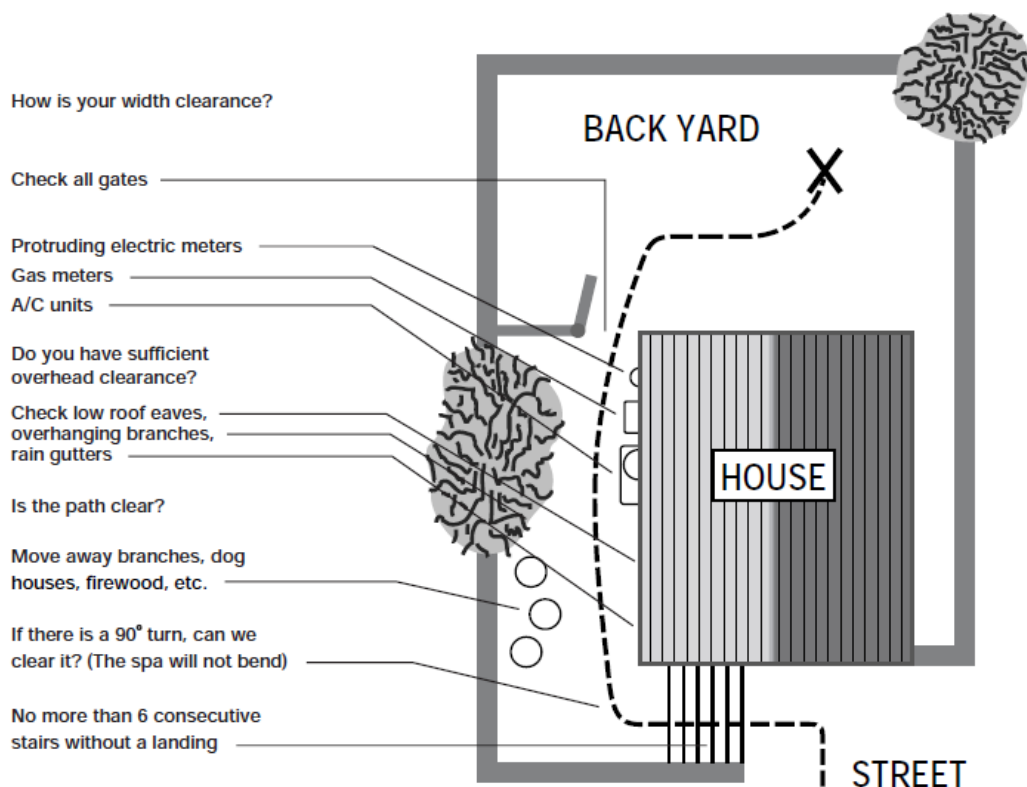 How is your width clearance?
BACK YARD
Check all gates
Protruding electric meters
Gas meters
A/C units
Do you have sufficient
overhead clearance?
Check low roof eaves,
overhanging branches,
rain gutters
HOUSE
Is the path clear?
Move away branches, dog
houses, firewood, etc.
If there is a 90° turn, can we
clear it? (The spa will not bend)
No more than 6 consecutive
stairs without a landing
STREET